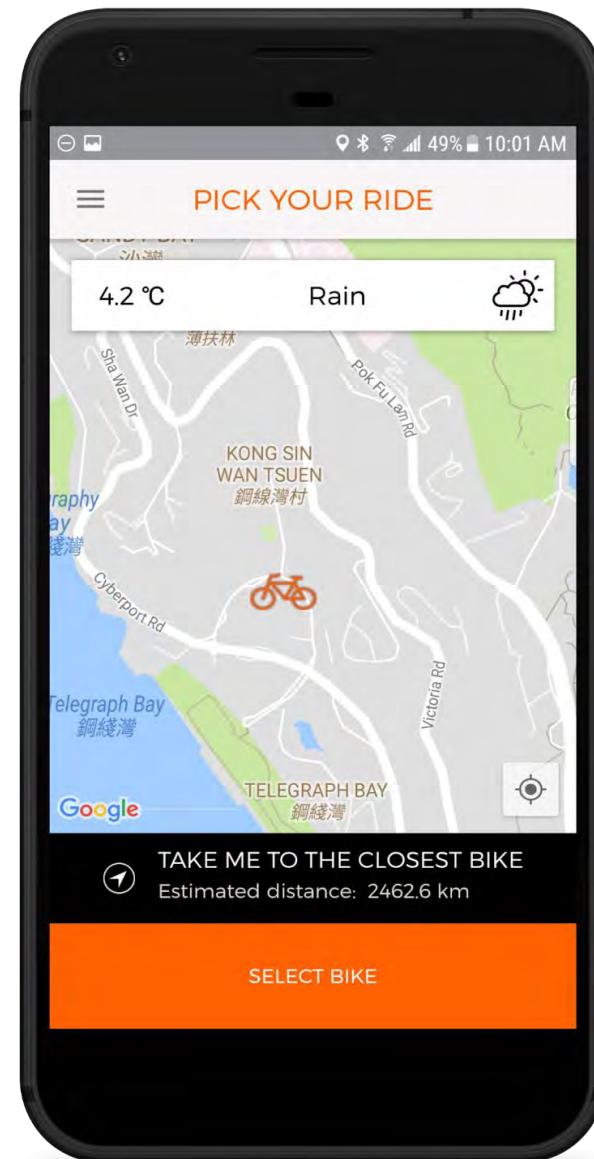 49% 10:01 AM
PICK YOUR RIDE
沙灣
4.2 °C Rain
薄扶林
Sha Wan Dr
Pok Fu Lam Rd
KONG SIN
WAN TSUEN
鋼線灣村
Cyberport Rd
Victoria Rd
Telegraph Bay
鋼綫灣
TELEGRAPH BAY
鋼綫灣
Google
TAKE ME TO THE CLOSEST BIKE
Estimated distance: 2462.6 km
SELECT BIKE